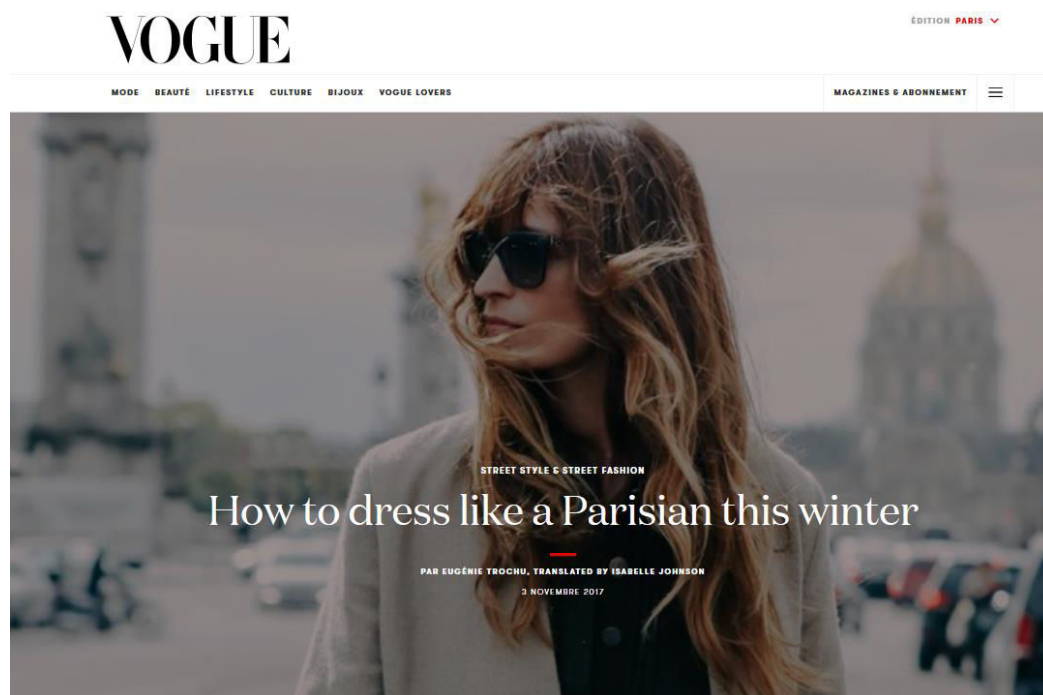 VOGUE
ÉDITION PARIS
MODE BEAUTÉ LIFESTYLE CULTURE BIJOUX VOGUE LOVERS
MAGAZINES & ABONNEMENT
STREET STYLE & STREET FASHION
How to dress like a Parisian this winter
PAR EUGÉNIE TROCHU, TRANSLATED BY ISABELLE JOHNSON
3 NOVEMBRE 2017